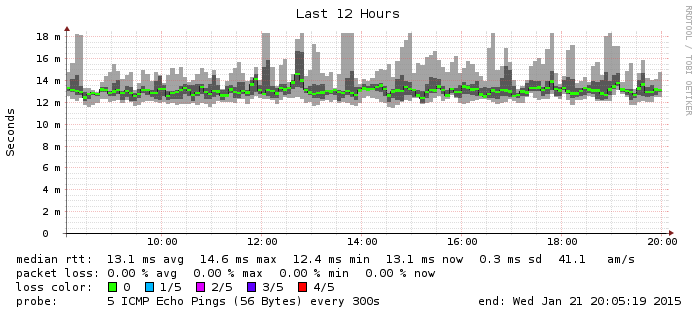 Last 12 Hours
RRDTOOL / TOBI OETIKER
Seconds
18 m
16 m
14 m
12 m
10 m
8 m
6 m
4 m
2 m
0
10:00 12:00 14:00 16:00 18:00 20:00
median rtt: 13.1 ms avg 14.6 ms max 12.4 ms min 13.1 ms now 0.3 ms sd 41.1 am/s
packet loss: 0.00 % avg 0.00 % max 0.00 % min 0.00 % now
loss color: 0 1/5 2/5 3/5 4/5
probe: 5 ICMP Echo Pings (56 Bytes) every 300s end: Wed Jan 21 20:05:19 2015